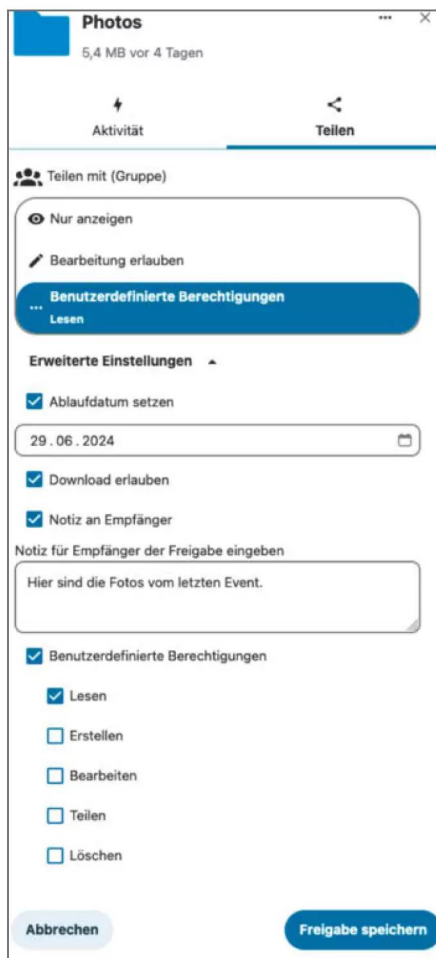 Photos
5,4 MB vor 4 Tagen
Aktivität
Teilen
Teilen mit (Gruppe)
Nur anzeigen
Bearbeitung erlauben
Benutzerdefinierte Berechtigungen
Lesen
Erweiterte Einstellungen
Ablaufdatum setzen
29.06.2024
Download erlauben
Notiz an Empfänger
Notiz für Empfänger der Freigabe eingeben
Hier sind die Fotos vom letzten Event.
Benutzerdefinierte Berechtigungen
Lesen
Erstellen
Bearbeiten
Teilen
Löschen
Abbrechen
Freigabe speichern